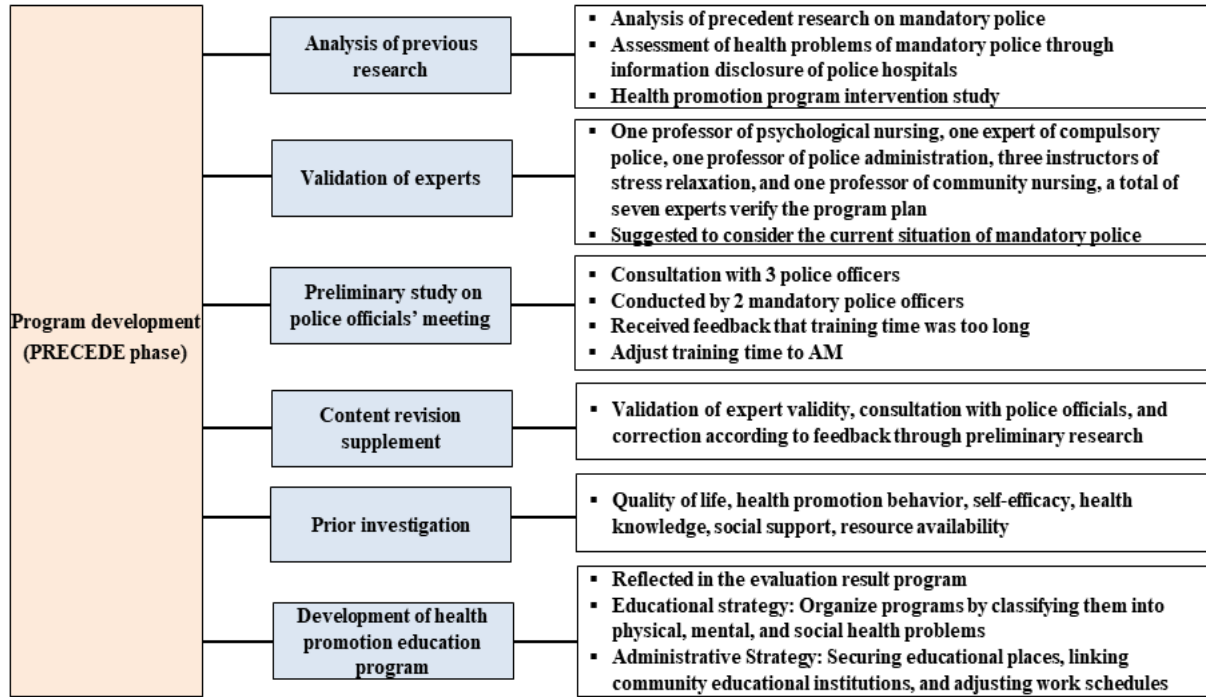 Program development
(PRECEDE phase)
Analysis of previous
research
▪ Analysis of precedent research on mandatory police
▪ Assessment of health problems of mandatory police through
information disclosure of police hospitals
▪ Health promotion program intervention study
Validation of experts
▪ One professor of psychological nursing, one expert of compulsory
police, one professor of police administration, three instructors of
stress relaxation, and one professor of community nursing, a total of
seven experts verify the program plan
▪ Suggested to consider the current situation of mandatory police
Preliminary study on
police officials’ meeting
▪ Consultation with 3 police officers
▪ Conducted by 2 mandatory police officers
▪ Received feedback that training time was too long
▪ Adjust training time to AM
Content revision
supplement
▪ Validation of expert validity, consultation with police officials, and
correction according to feedback through preliminary research
Prior investigation
▪ Quality of life, health promotion behavior, self-efficacy, health
knowledge, social support, resource availability
Development of health
promotion education
program
▪ Reflected in the evaluation result program
▪ Educational strategy: Organize programs by classifying them into
physical, mental, and social health problems
▪ Administrative Strategy: Securing educational places, linking
community educational institutions, and adjusting work schedules